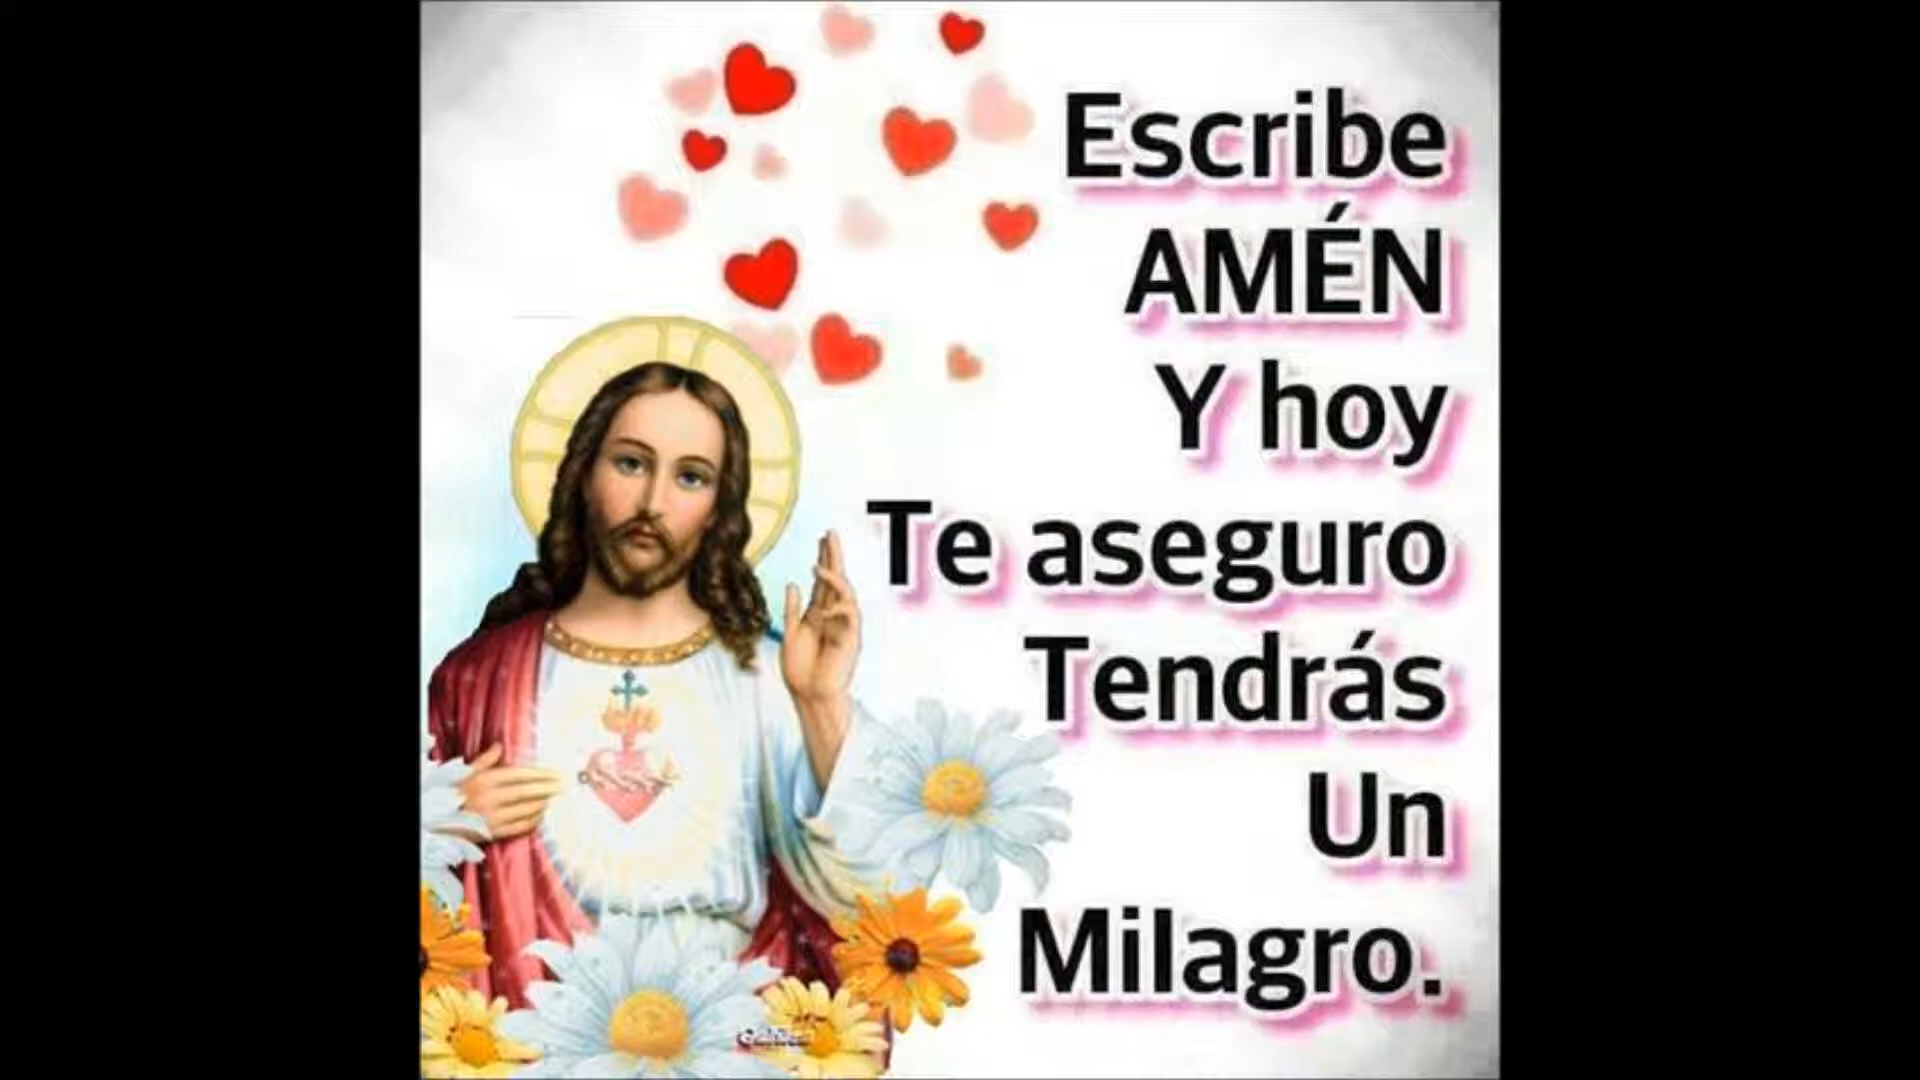 Escribe
AMÉN
Y hoy
Te aseguro
Tendrás
Un
Milagro.